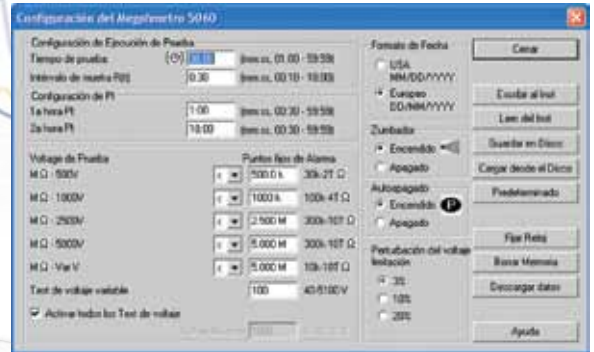 Configuración del Megóhmetro 5060
Configuración de Ejecución de Prueba
Tiempo de prueba (mm:ss, 01:00 - 59:59)
Intervalo de muestra R(t) 0:30 (mm:ss, 00:10 - 18:00)
Configuración de PI
1a hora PI: 1:00 (mm:ss, 00:30 - 59:59)
2a hora PI: 10:00 (mm:ss, 00:30 - 59:59)
Voltage de Prueba Puntos fijos de Alarma
MΩ - 500V < 500.0 k 30k-2T Ω
MΩ - 1000V < 1000 k 100k-4T Ω
MΩ - 2500V < 2.500 M 300k-10T Ω
MΩ - 5000V < 5.000 M 300k-10T Ω
MΩ - Var V < 5.000 M 10k-10T Ω
Test de voltaje variable 100 40-5100 V
Activar todos los Test de voltaje
Formato de Fecha
USA
MM/DD/YYYY
Europeo
DD/MM/YYYY
Zumbador
Encendido
Apagado
Autoapagado
Encendido P
Apagado
Perturbación del voltaje
limitación
3%
10%
20%
Cerrar
Escribir al Inst
Leer del Inst
Guardar en Disco
Cargar desde el Disco
Predeterminado
Fijar Reloj
Borrar Memoria
Descargar datos
Ayuda